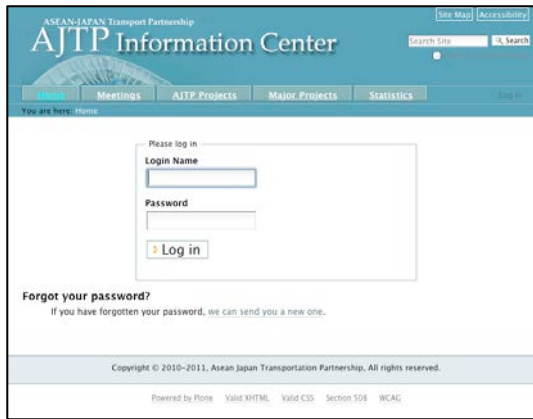 Site Map Accessibility
ASEAN-JAPAN Transport Partnership
AJTP Information Center
Search Site Search
Home Meetings AJTP Projects Major Projects Statistics Log in
You are here: Home
Please log in
Login Name
Password
Log in
Forgot your password?
If you have forgotten your password, we can send you a new one.
Copyright © 2010-2011, Asean Japan Transportation Partnership, All rights reserved.
Powered by Plone Valid XHTML Valid CSS Section 508 WCAG